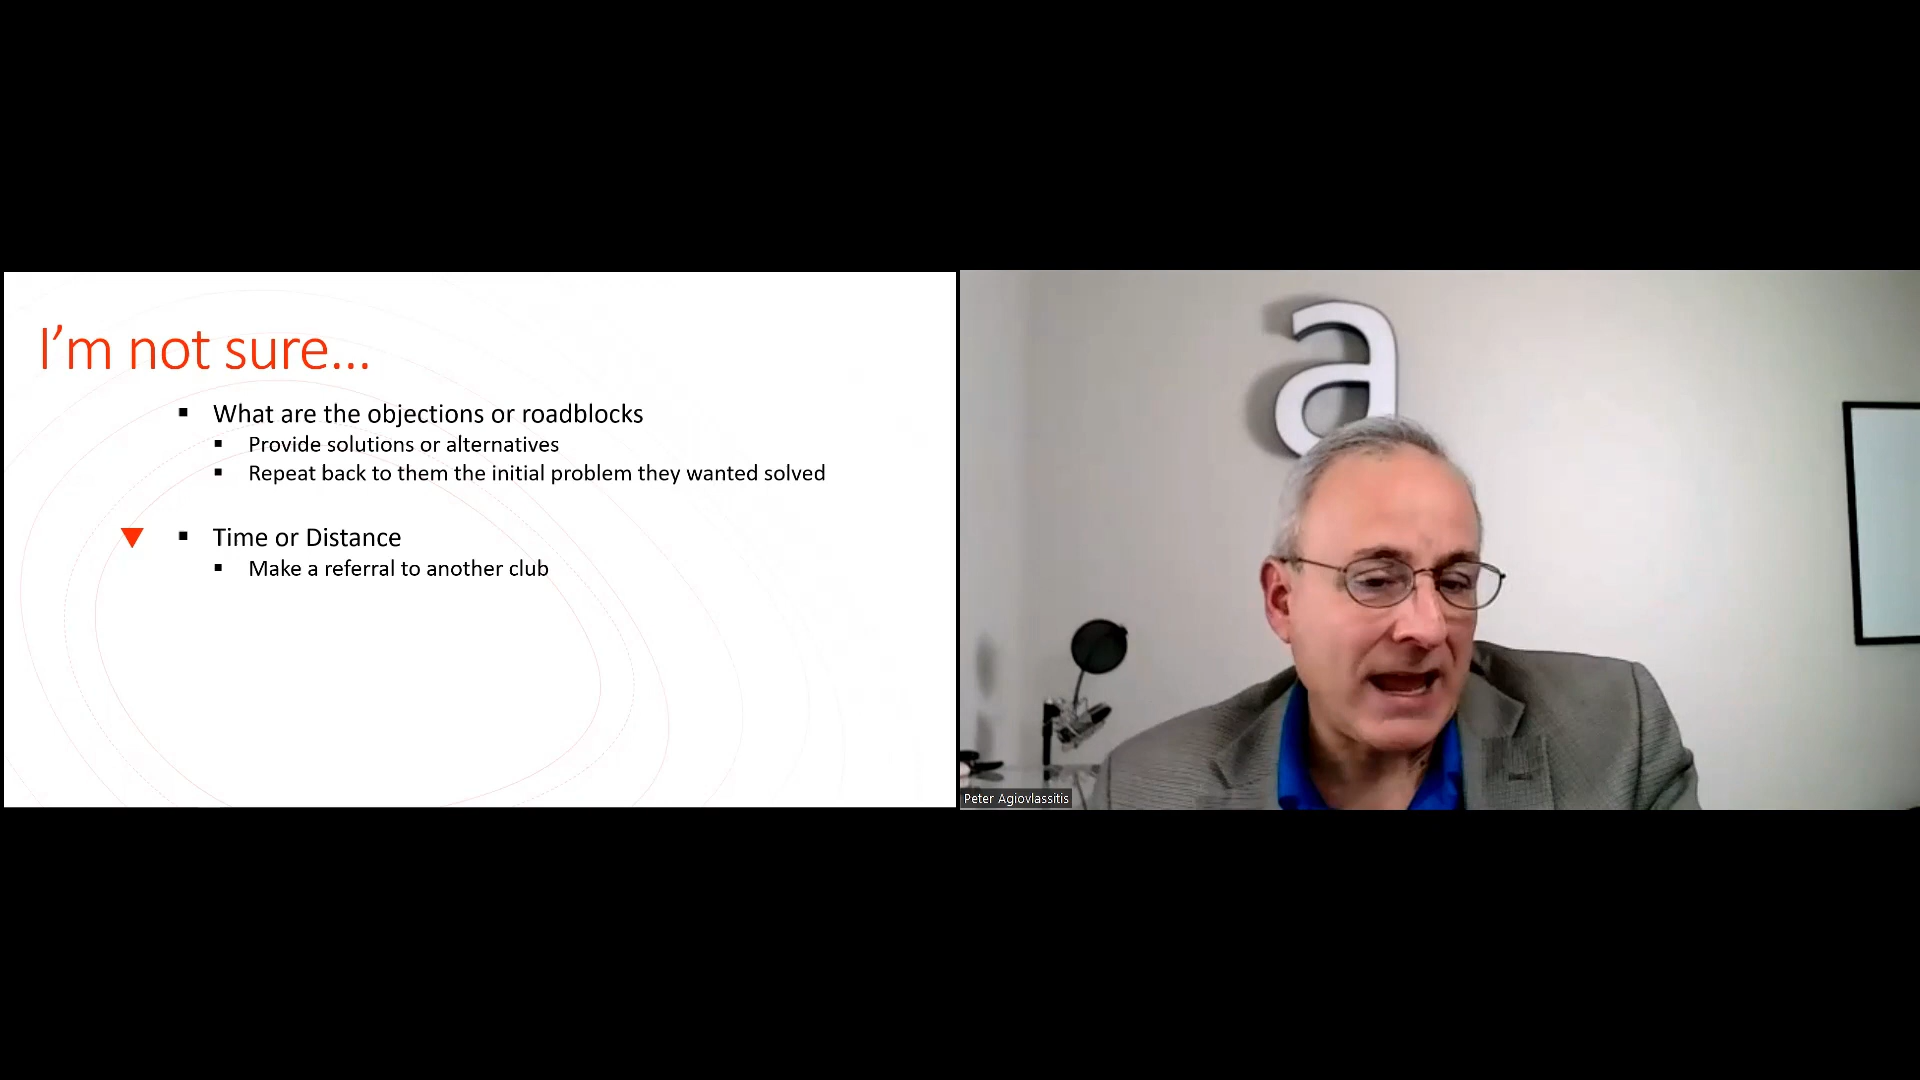 I'm not sure...
▪ What are the objections or roadblocks
▪ Provide solutions or alternatives
▪ Repeat back to them the initial problem they wanted solved
▪ Time or Distance
▪ Make a referral to another club
a
Peter Agiovlassitis